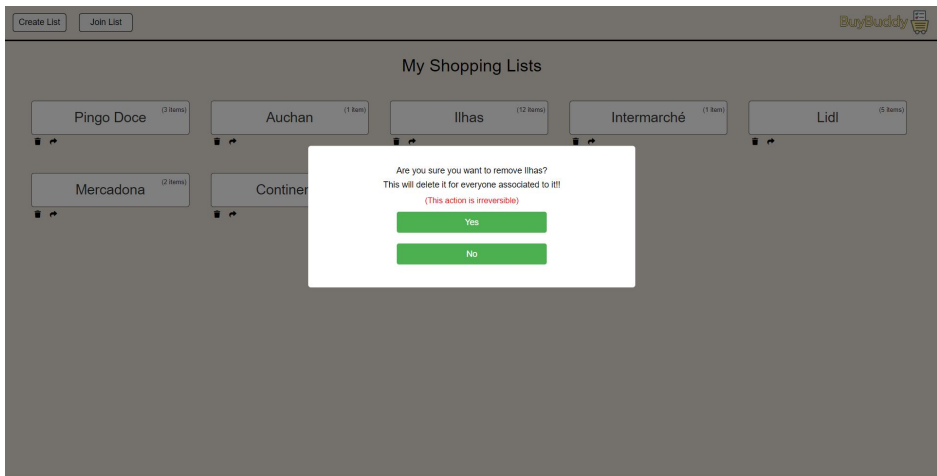 Create List
Join List
BuyBuddy
My Shopping Lists
Pingo Doce
(3 items)
Auchan
(1 item)
Ilhas
(12 items)
Intermarché
(1 item)
Lidl
(5 items)
Mercadona
(2 items)
Are you sure you want to remove Ilhas?
This will delete it for everyone associated to it!!
(This action is irreversible)
Yes
No